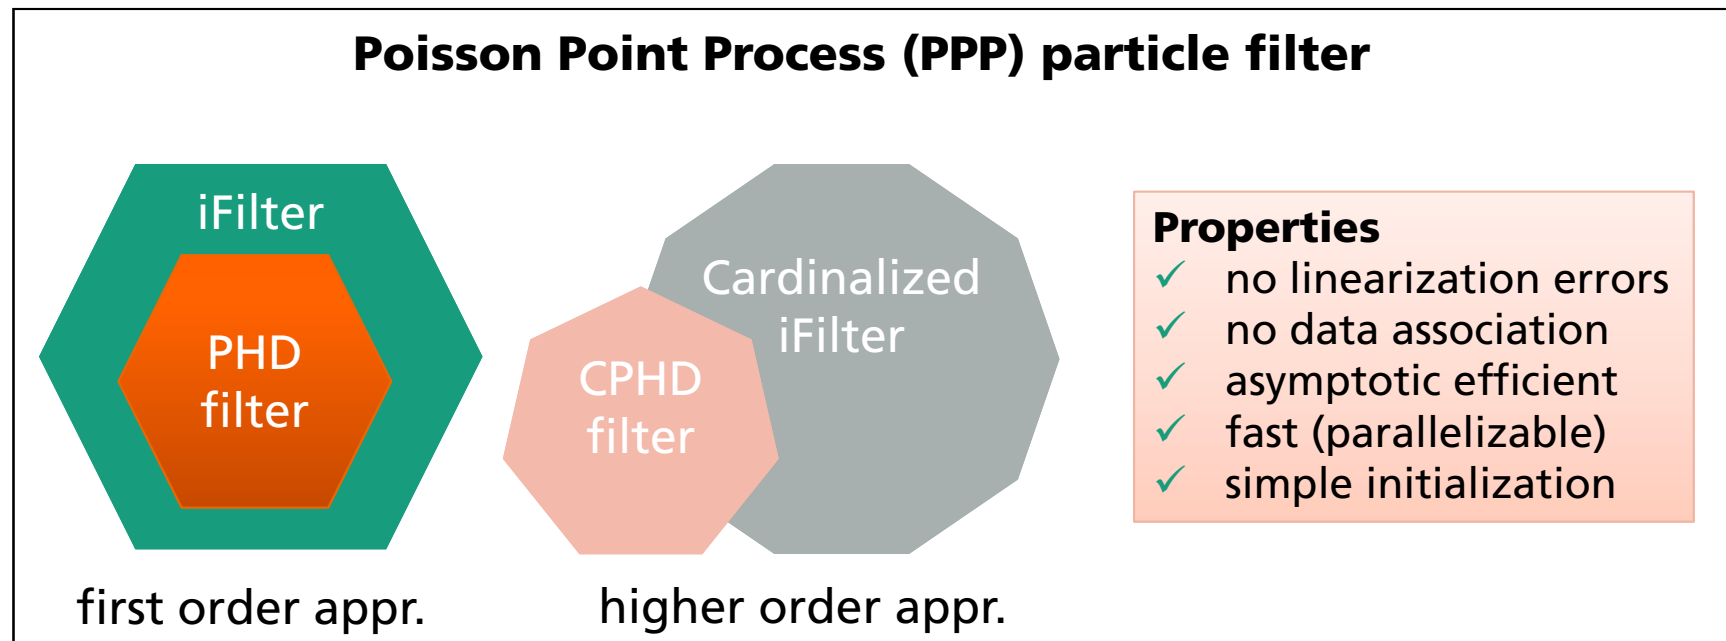 Poisson Point Process (PPP) particle filter
iFilter
PHD
filter
first order appr.
Cardinalized
iFilter
CPHD
filter
higher order appr.
Properties
✓ no linearization errors
✓ no data association
✓ asymptotic efficient
✓ fast (parallelizable)
✓ simple initialization